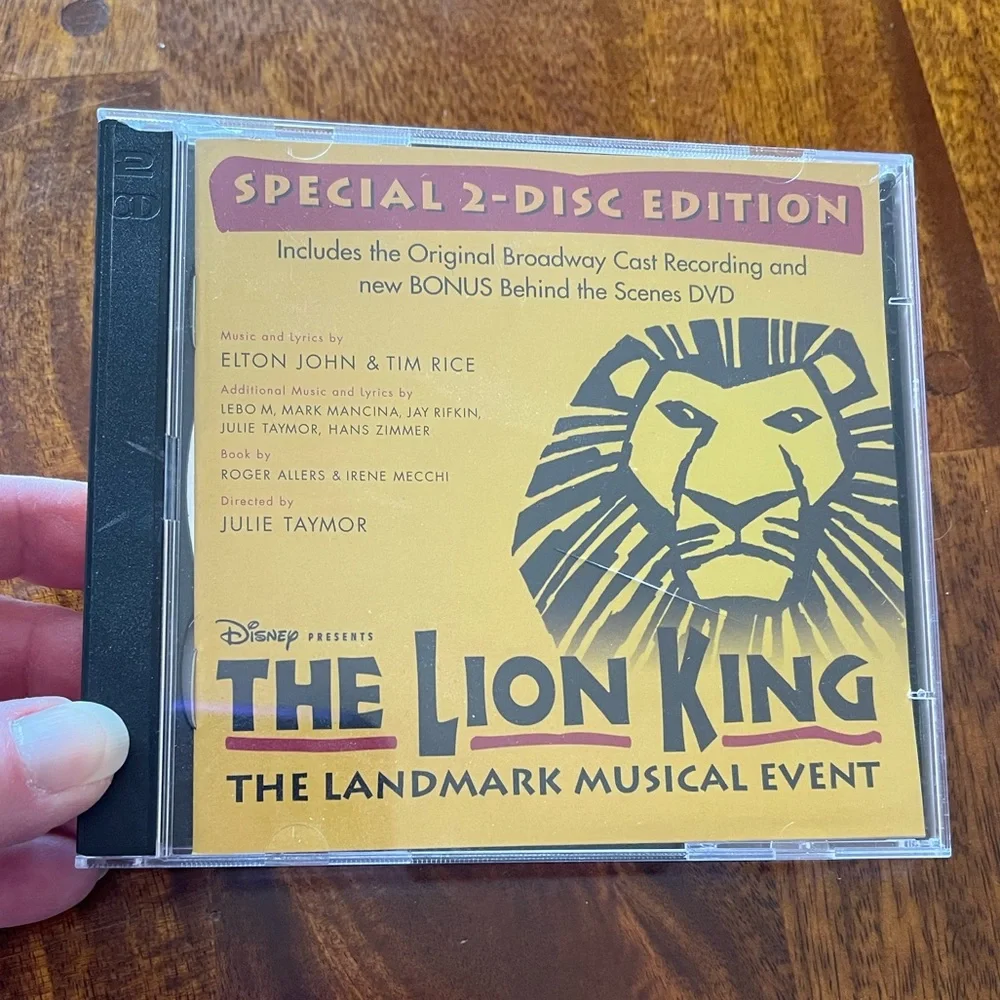 2
CD
SPECIAL 2-DISC EDITION
Includes the Original Broadway Cast Recording and
new BONUS Behind the Scenes DVD
Music and Lyrics by
ELTON JOHN & TIM RICE
Additional Music and Lyrics by
LEBO M, MARK MANCINA, JAY RIFKIN,
JULIE TAYMOR, HANS ZIMMER
Book by
ROGER ALLERS & IRENE MECCHI
Directed by
JULIE TAYMOR
DISNEY PRESENTS
THE LION KING
THE LANDMARK MUSICAL EVENT